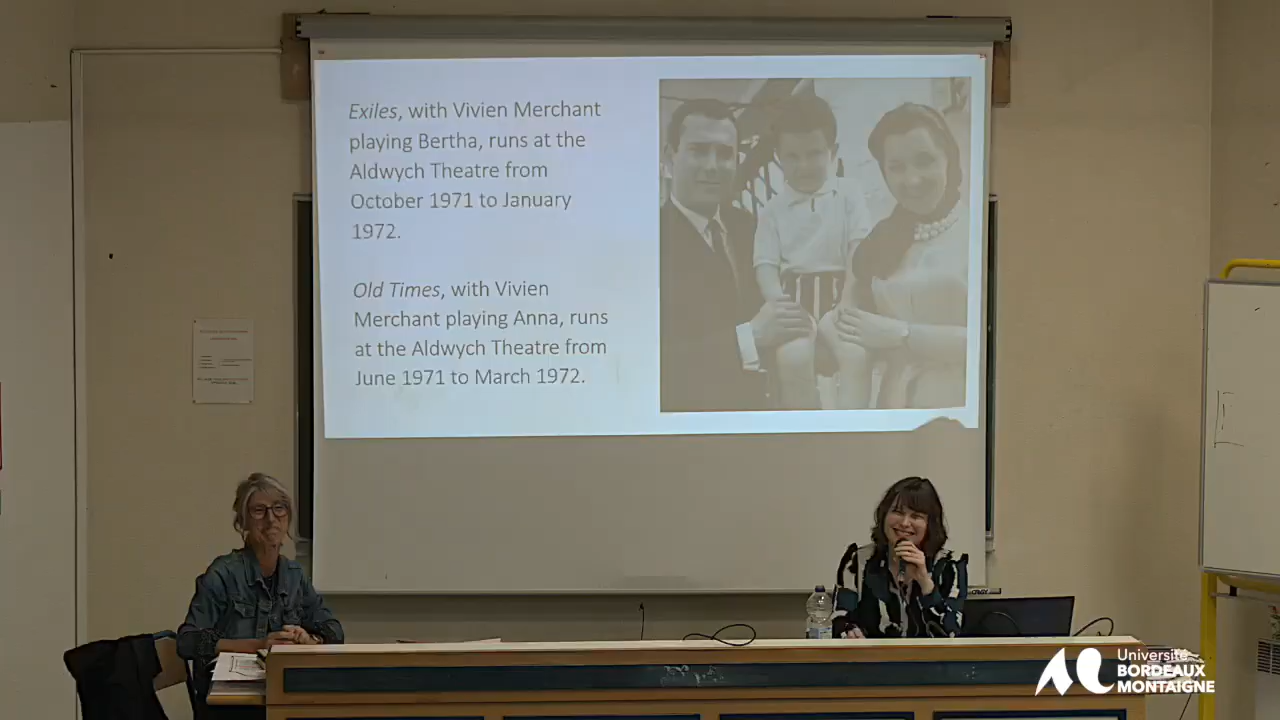 Exiles, with Vivien Merchant
playing Bertha, runs at the
Aldwych Theatre from
October 1971 to January
1972.
Old Times, with Vivien
Merchant playing Anna, runs
at the Aldwych Theatre from
June 1971 to March 1972.
Université
BORDEAUX
MONTAIGNE